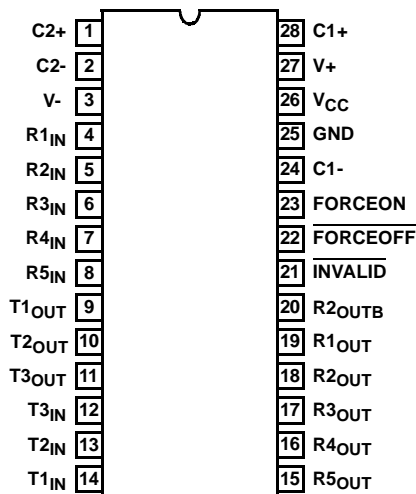 C2+ 1 28 C1+
C2- 2 27 V+
V- 3 26 VCC
R1IN 4 25 GND
R2IN 5 24 C1-
R3IN 6 23 FORCEON
R4IN 7 22 FORCEOFF
R5IN 8 21 INVALID
T1OUT 9 20 R2OUTB
T2OUT 10 19 R1OUT
T3OUT 11 18 R2OUT
T3IN 12 17 R3OUT
T2IN 13 16 R4OUT
T1IN 14 15 R5OUT